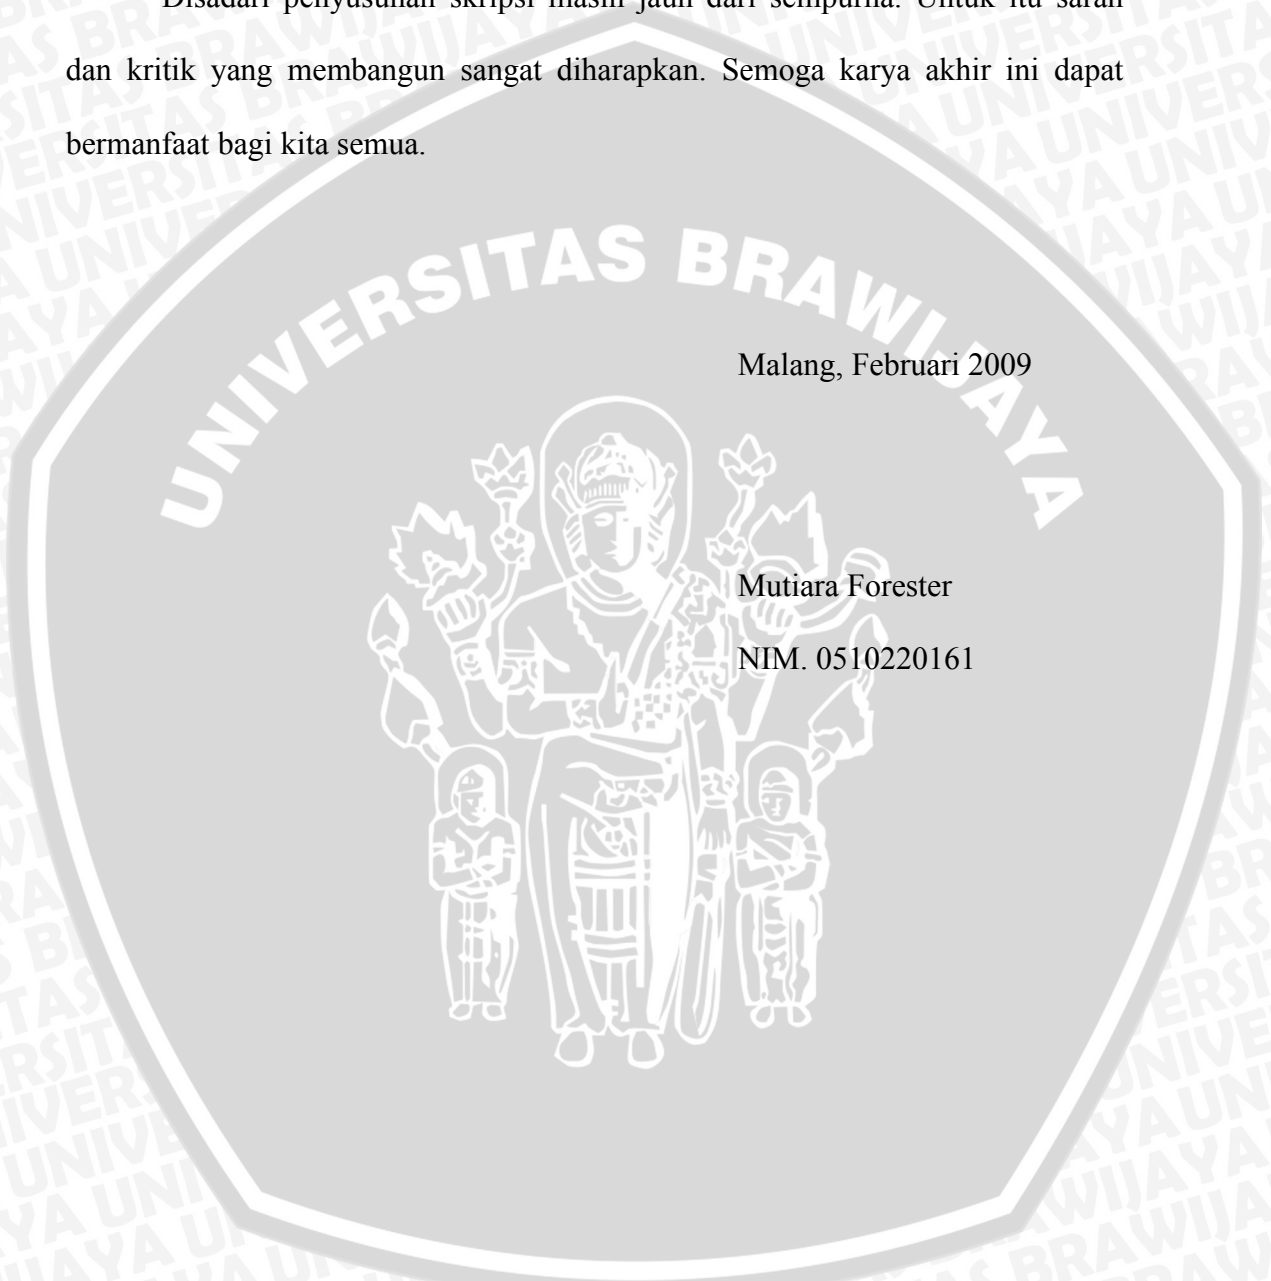 Disadari penyusunan skripsi masih jauh dari sempurna. Untuk itu saran
dan kritik yang membangun sangat diharapkan. Semoga karya akhir ini dapat
bermanfaat bagi kita semua.
UNIVERSITAS BRAWIJAYA
Malang, Februari 2009
Mutiara Forester
NIM. 0510220161